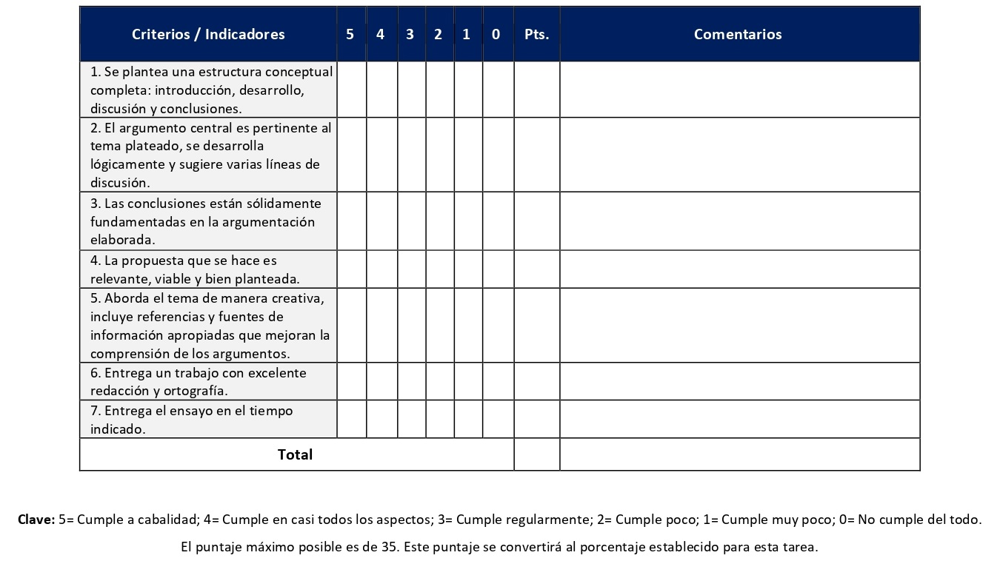 Criterios / Indicadores 5 4 3 2 1 0 Pts. Comentarios
1. Se plantea una estructura conceptual
completa: introducción, desarrollo,
discusión y conclusiones.
2. El argumento central es pertinente al
tema plateado, se desarrolla
lógicamente y sugiere varias líneas de
discusión.
3. Las conclusiones están sólidamente
fundamentadas en la argumentación
elaborada.
4. La propuesta que se hace es
relevante, viable y bien planteada.
5. Aborda el tema de manera creativa,
incluye referencias y fuentes de
información apropiadas que mejoran la
comprensión de los argumentos.
6. Entrega un trabajo con excelente
redacción y ortografía.
7. Entrega el ensayo en el tiempo
indicado.
Total
Clave: 5= Cumple a cabalidad; 4= Cumple en casi todos los aspectos; 3= Cumple regularmente; 2= Cumple poco; 1= Cumple muy poco; 0= No cumple del todo.
El puntaje máximo posible es de 35. Este puntaje se convertirá al porcentaje establecido para esta tarea.